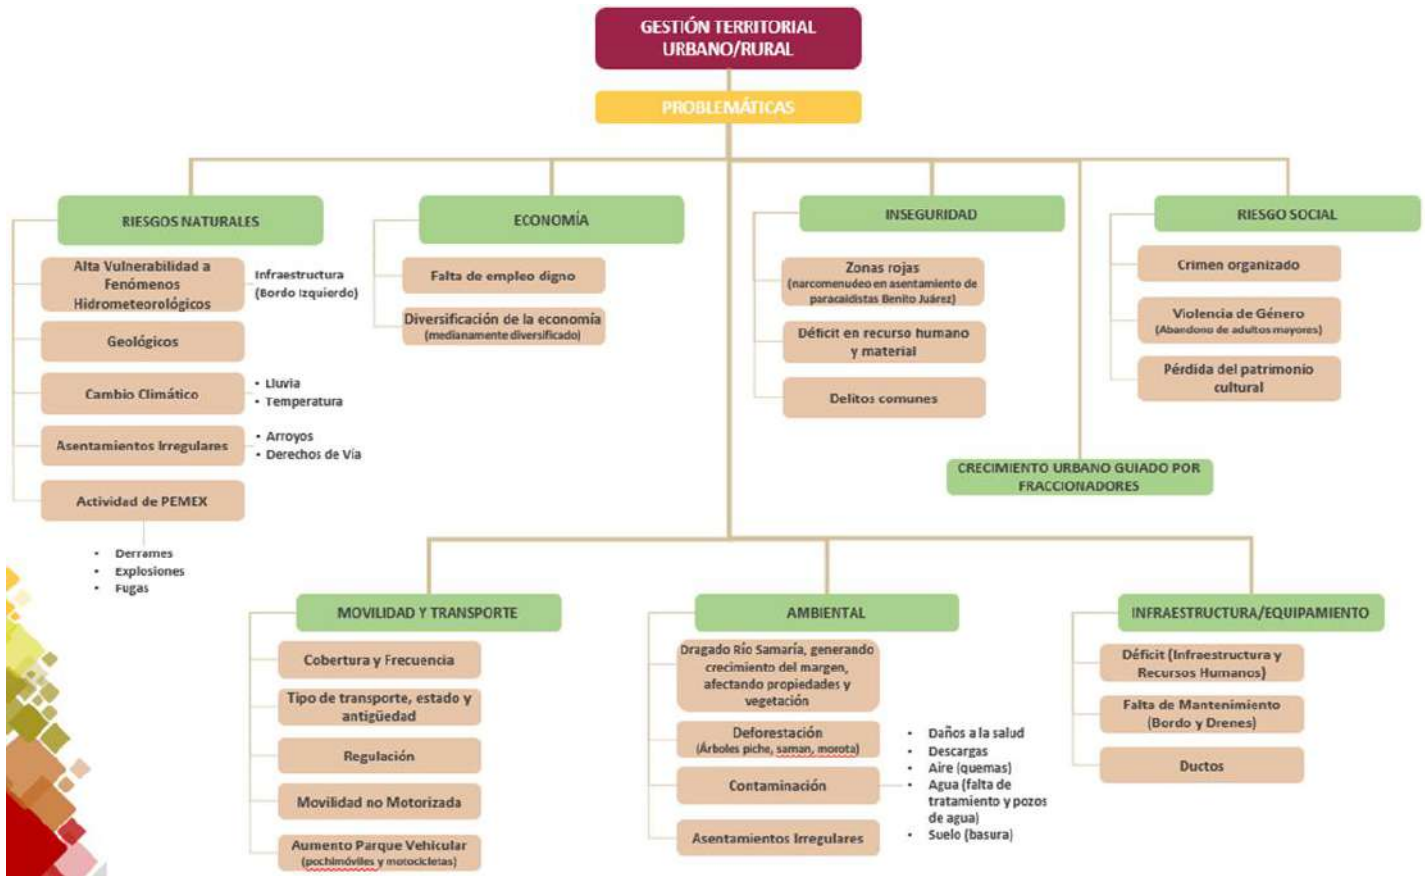 GESTIÓN TERRITORIAL
URBANO/RURAL
PROBLEMÁTICAS
RIESGOS NATURALES
Alta Vulnerabilidad a
Fenómenos
Hidrometeorológicos
Infraestructura
(Bordo Izquierdo)
Geológicos
Cambio Climático
• Lluvia
• Temperatura
Asentamientos Irregulares
• Arroyos
• Derechos de Vía
Actividad de PEMEX
• Derrames
• Explosiones
• Fugas
ECONOMÍA
Falta de empleo digno
Diversificación de la economía
(medianamente diversificado)
INSEGURIDAD
Zonas rojas
(narcomenudeo en asentamiento de
paracaidistas Benito Juárez)
Déficit en recurso humano
y material
Delitos comunes
RIESGO SOCIAL
Crimen organizado
Violencia de Género
(Abandono de adultos mayores)
Pérdida del patrimonio
cultural
CRECIMIENTO URBANO GUIADO POR
FRACCIONADORES
MOVILIDAD Y TRANSPORTE
Cobertura y Frecuencia
Tipo de transporte, estado y
antigüedad
Regulación
Movilidad no Motorizada
Aumento Parque Vehicular
(pochimóviles y motocicletas)
AMBIENTAL
Dragado Río Samaria, generando
crecimiento del margen,
afectando propiedades y
vegetación
Deforestación
(Árboles piche, saman, morota)
Contaminación
• Daños a la salud
• Descargas
• Aire (quemas)
• Agua (falta de
tratamiento y pozos
de agua)
• Suelo (basura)
Asentamientos Irregulares
INFRAESTRUCTURA/EQUIPAMIENTO
Déficit (Infraestructura y
Recursos Humanos)
Falta de Mantenimiento
(Bordo y Drenes)
Ductos